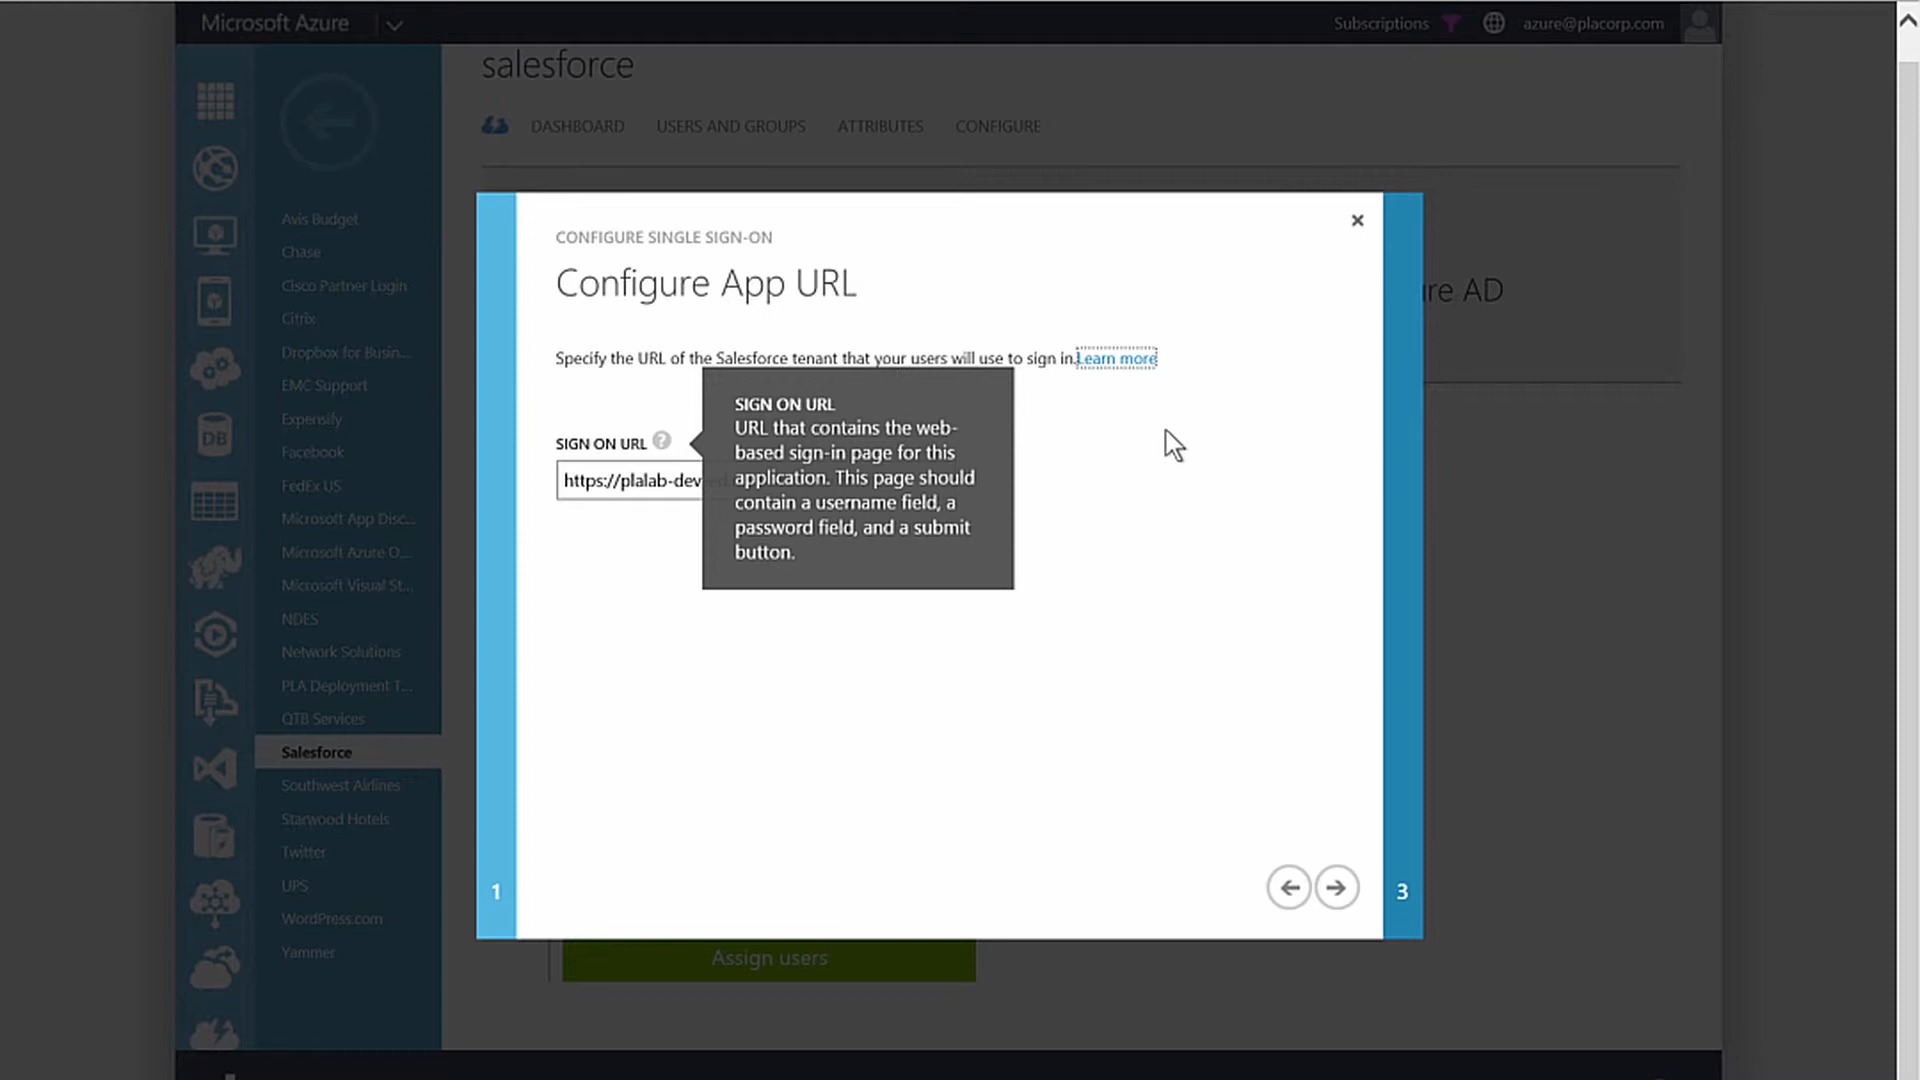 Microsoft Azure
Subscriptions
azure@placorp.com
salesforce
DASHBOARD
USERS AND GROUPS
ATTRIBUTES
CONFIGURE
Avis Budget
Chase
Cisco Partner Login
Citrix
Dropbox for Busin...
EMC Support
Expensify
Facebook
FedEx US
Microsoft App Disc...
Microsoft Azure O...
Microsoft Visual St...
NDES
Network Solutions
PLA Deployment T...
QTB Services
Salesforce
Southwest Airlines
Starwood Hotels
Twitter
UPS
WordPress.com
Yammer
DB
CONFIGURE SINGLE SIGN-ON
Configure App URL
re AD
Specify the URL of the Salesforce tenant that your users will use to sign in. Learn more
SIGN ON URL
?
https://plalab-dev
SIGN ON URL
URL that contains the web-
based sign-in page for this
application. This page should
contain a username field, a
password field, and a submit
button.
1
3
Assign users